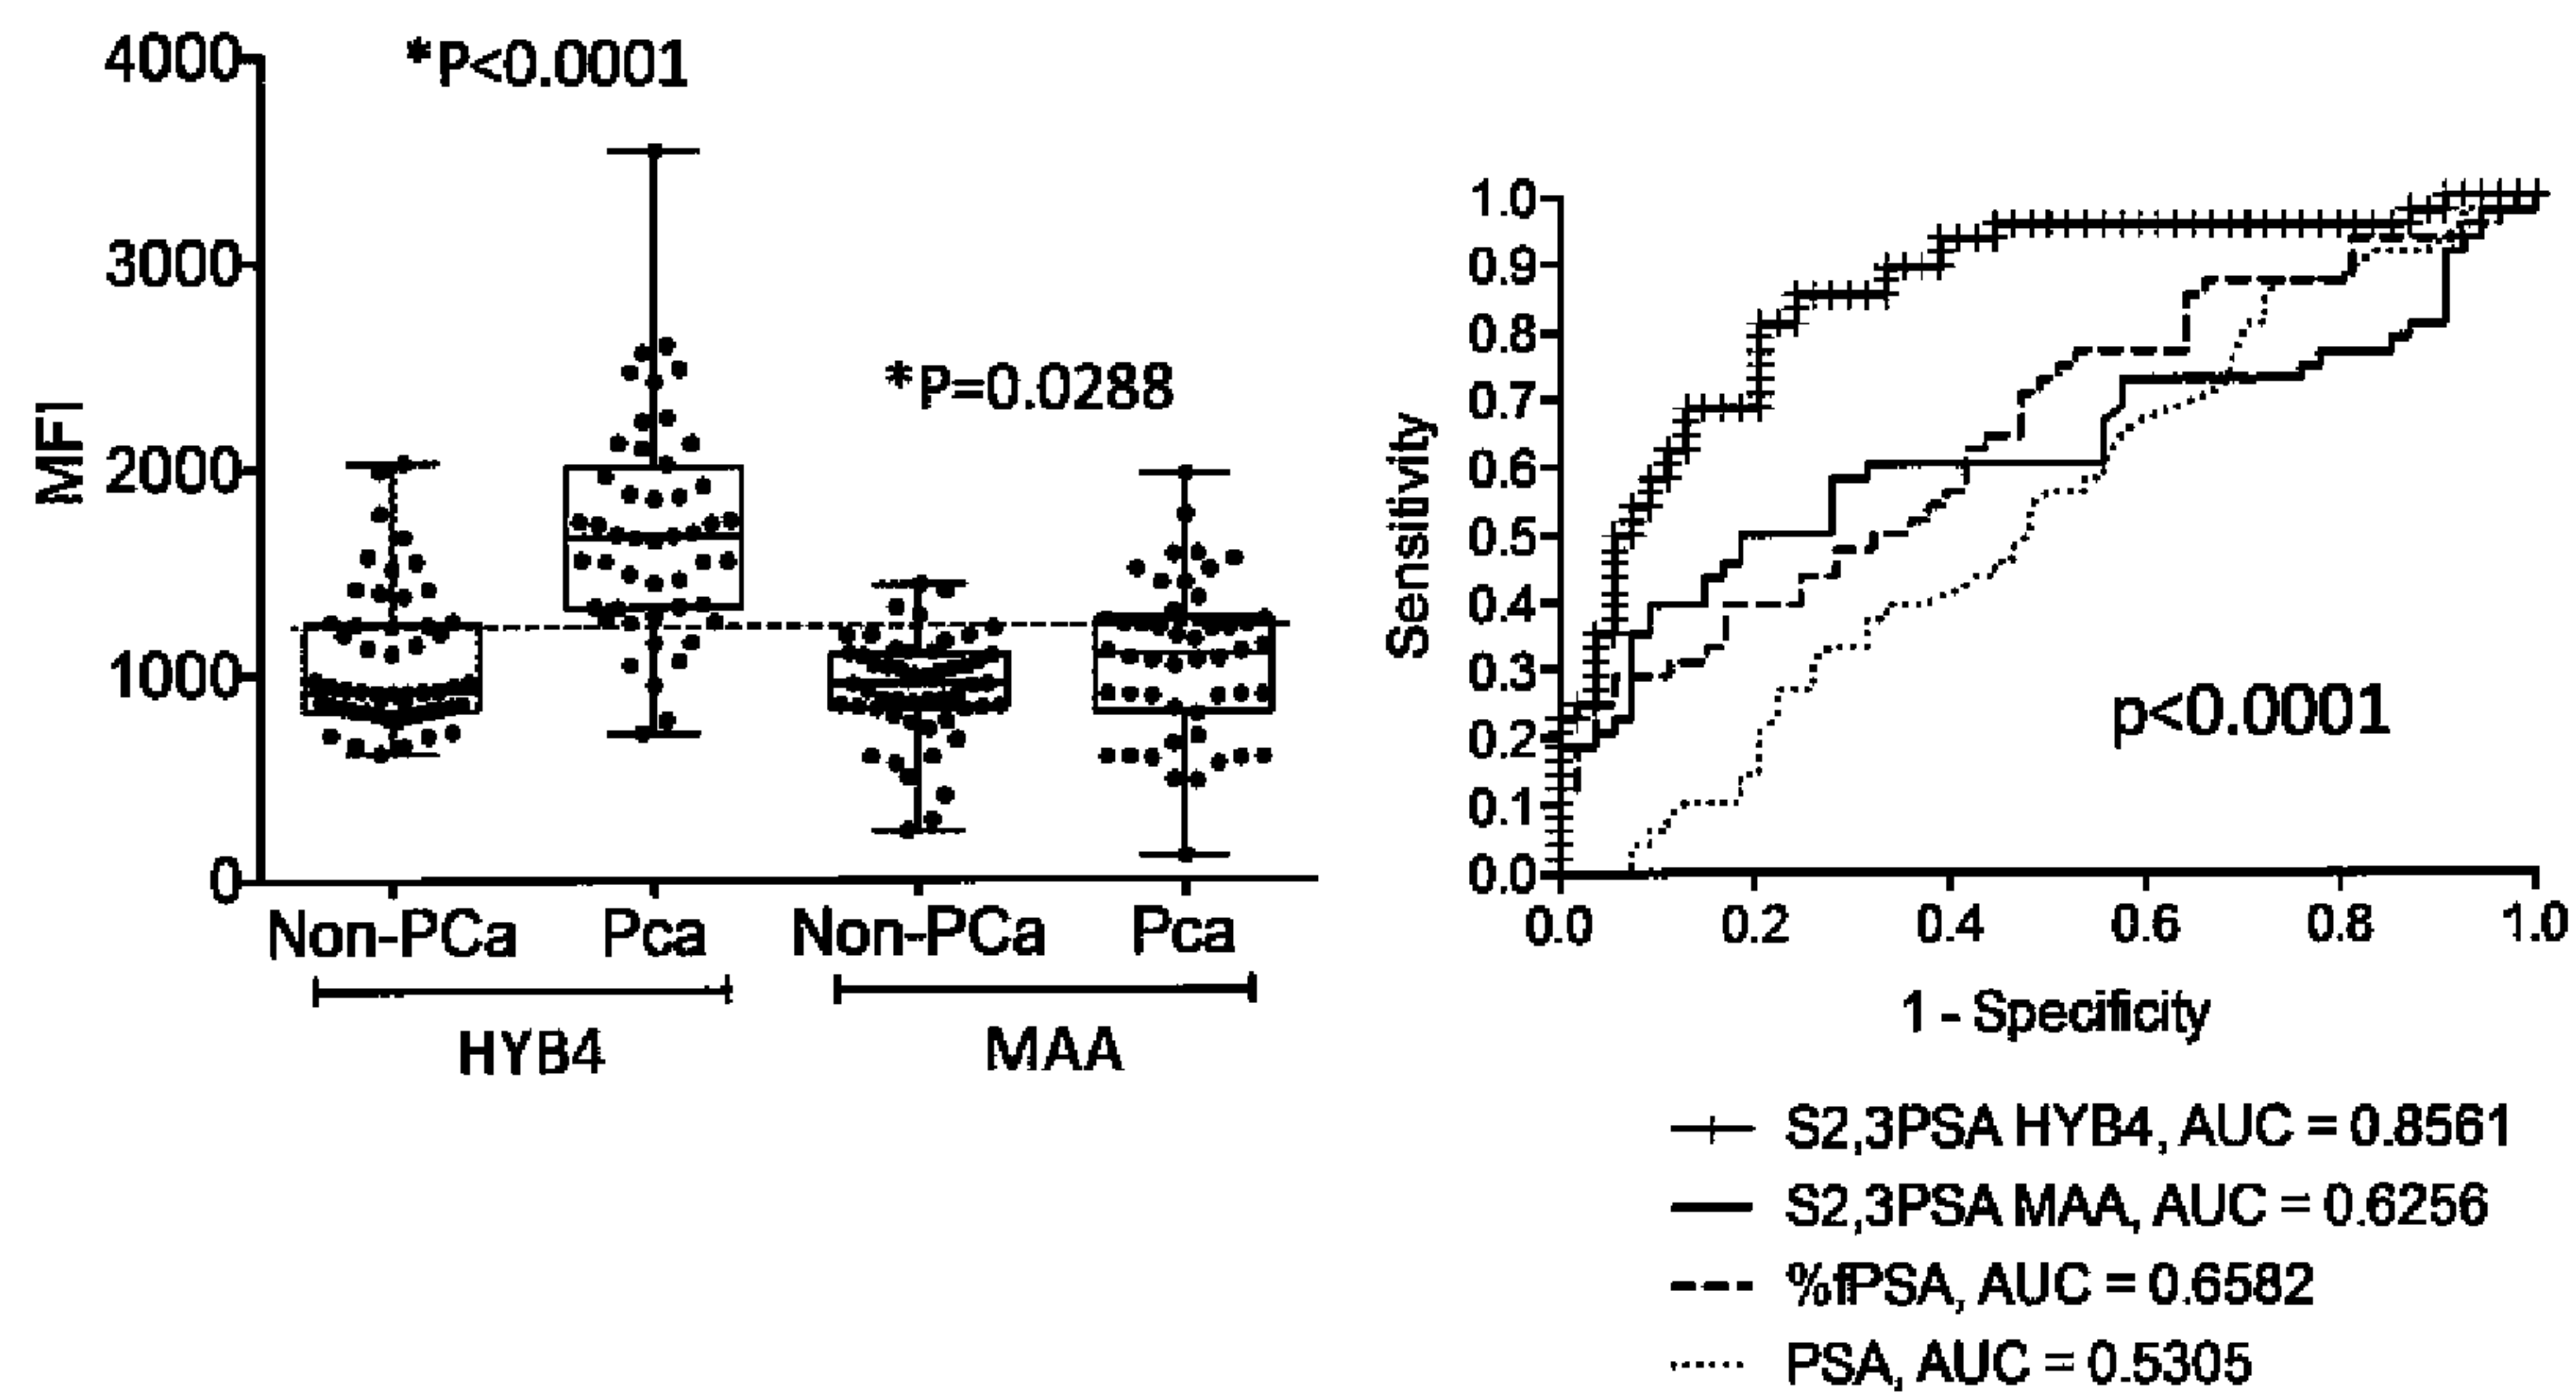 4000
3000
2000
1000
0
MFI
*P<0.0001
*P=0.0288
Non-PCa Pca Non-PCa Pca
HYB4 MAA
1.0
0.9
0.8
0.7
0.6
0.5
0.4
0.3
0.2
0.1
0.0
Sensitivity
p<0.0001
0.0 0.2 0.4 0.6 0.8 1.0
1 - Specificity
S2,3PSA HYB4, AUC = 0.8561
S2,3PSA MAA, AUC = 0.6256
%fPSA, AUC = 0.6582
PSA, AUC = 0.5305